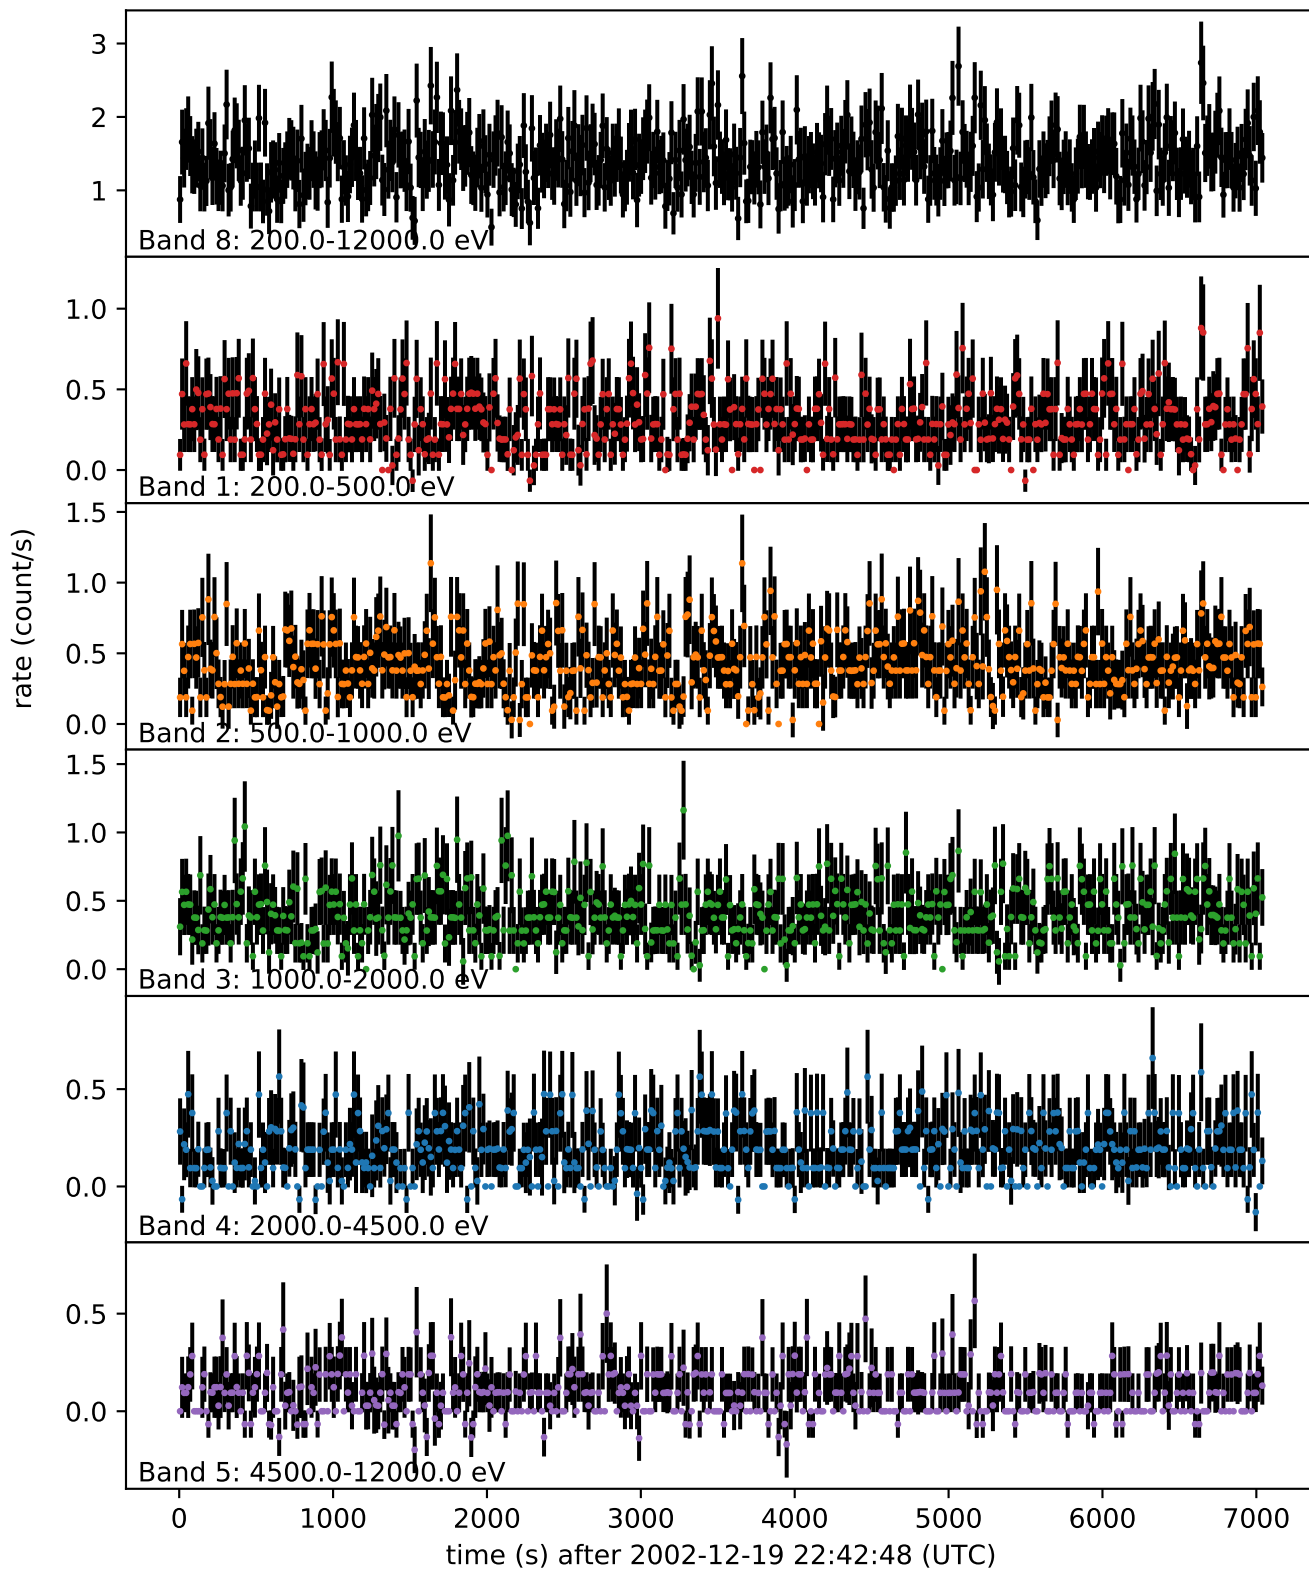 3
2
1
Band 8: 200.0-12000.0 eV
1.0
0.5
0.0
Band 1: 200.0-500.0 eV
1.5
1.0
0.5
0.0
Band 2: 500.0-1000.0 eV
rate (count/s)
1.5
1.0
0.5
0.0
Band 3: 1000.0-2000.0 eV
0.5
0.0
Band 4: 2000.0-4500.0 eV
0.5
0.0
Band 5: 4500.0-12000.0 eV
0 1000 2000 3000 4000 5000 6000 7000
time (s) after 2002-12-19 22:42:48 (UTC)